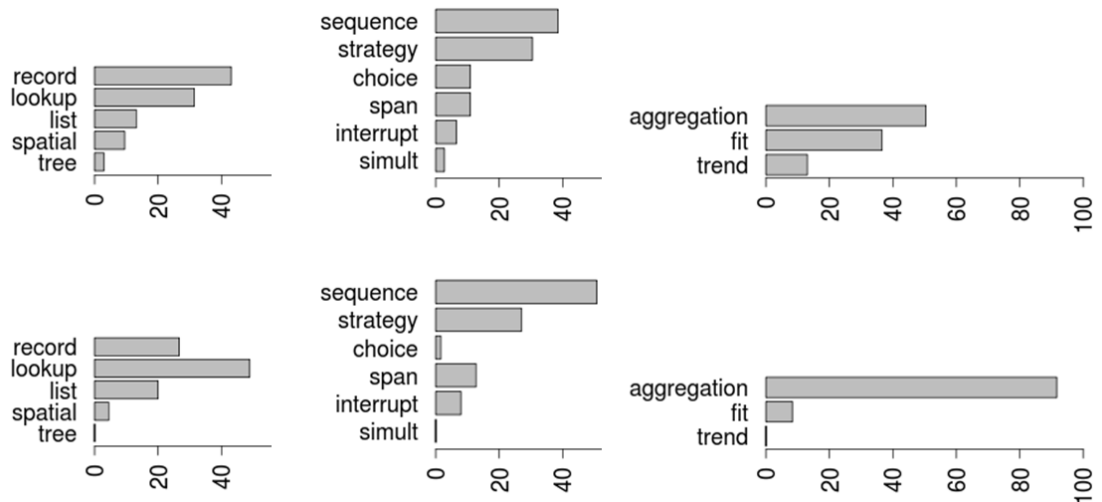 record
lookup
list
spatial
tree
0 20 40
sequence
strategy
choice
span
interrupt
simult
0 20 40
aggregation
fit
trend
0 20 40 60 80 100
record
lookup
list
spatial
tree
0 20 40
sequence
strategy
choice
span
interrupt
simult
0 20 40
aggregation
fit
trend
0 20 40 60 80 100